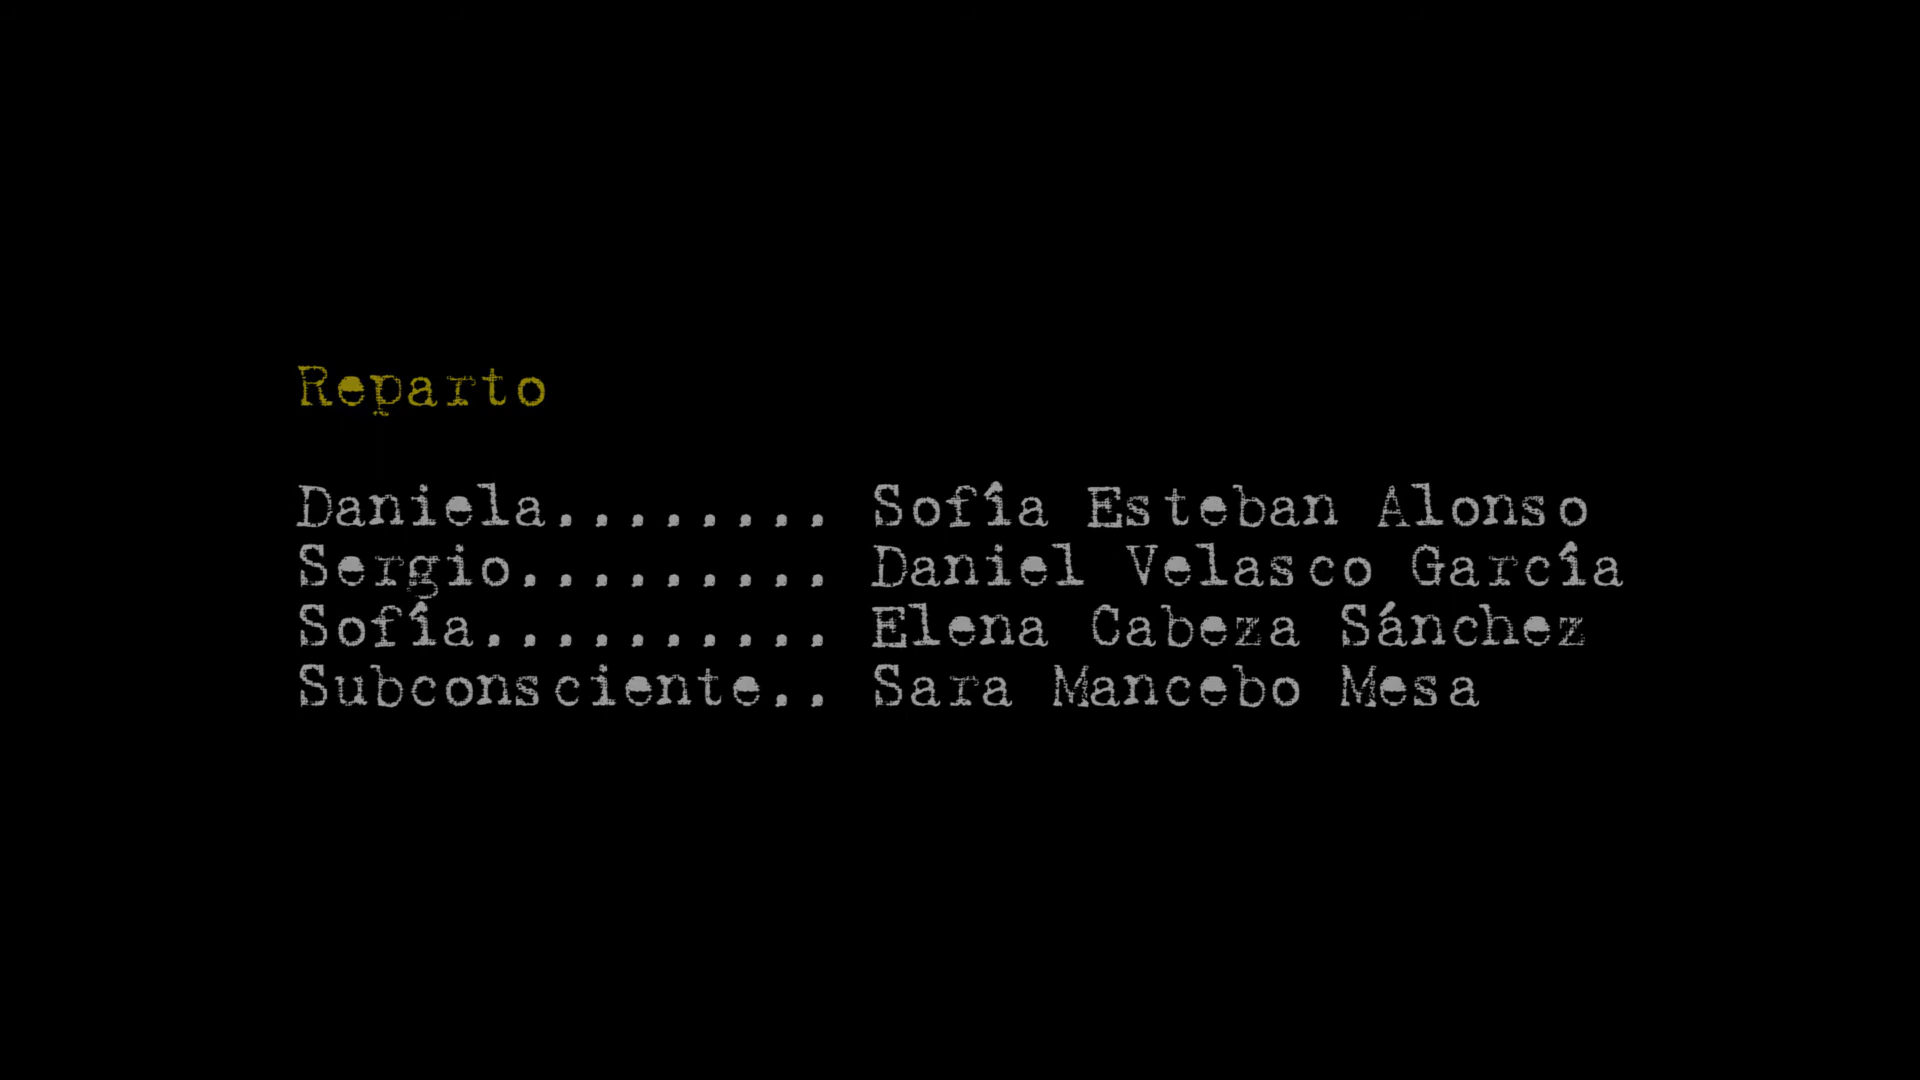 Reparto
Daniela........ Sofía Esteban Alonso
Sergio......... Daniel Velasco García
Sofía.......... Elena Cabeza Sánchez
Subconsciente.. Sara Mancebo Mesa